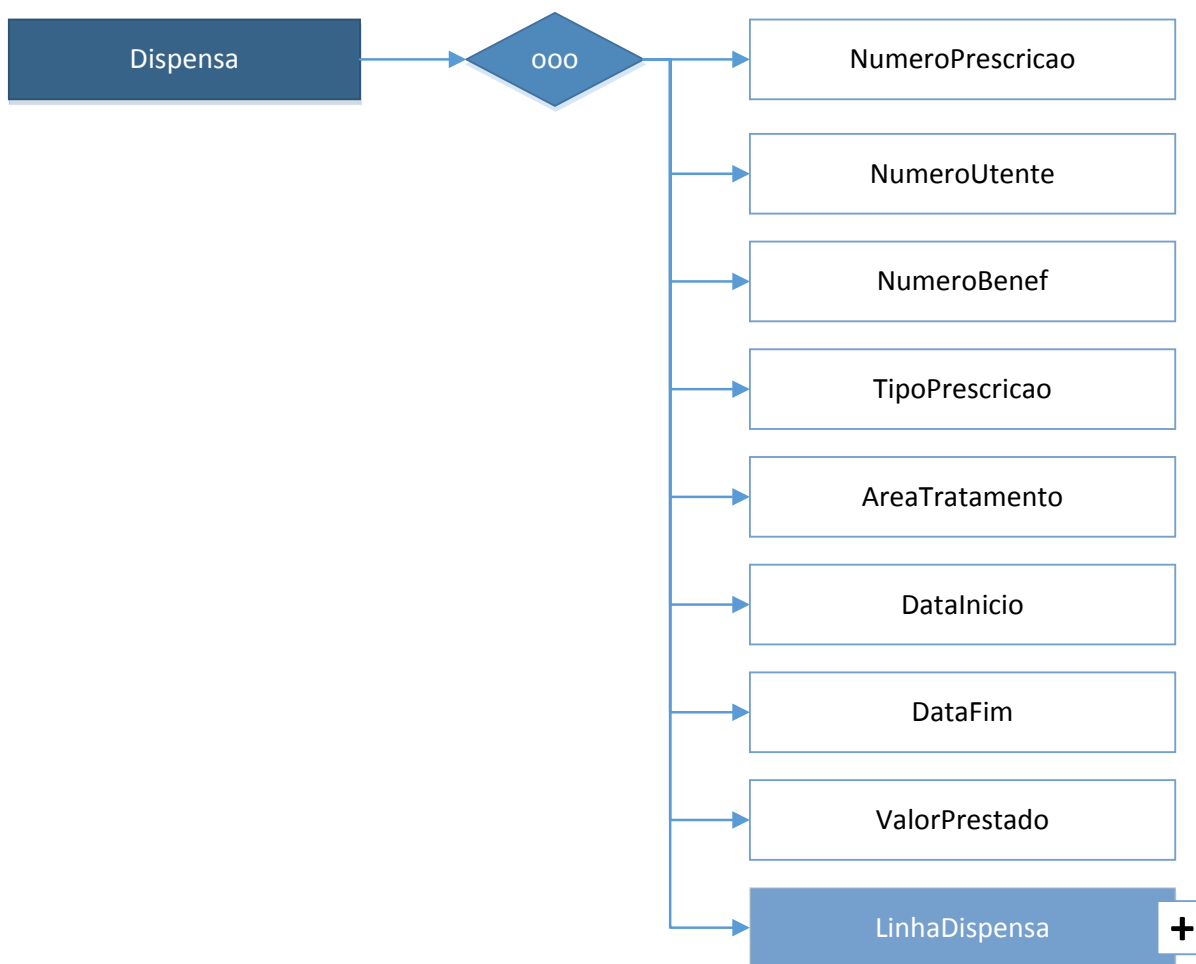 Dispensa
ooo
NumeroPrescricao
NumeroUtente
NumeroBenef
TipoPrescricao
AreaTratamento
DataInicio
DataFim
ValorPrestado
LinhaDispensa
+